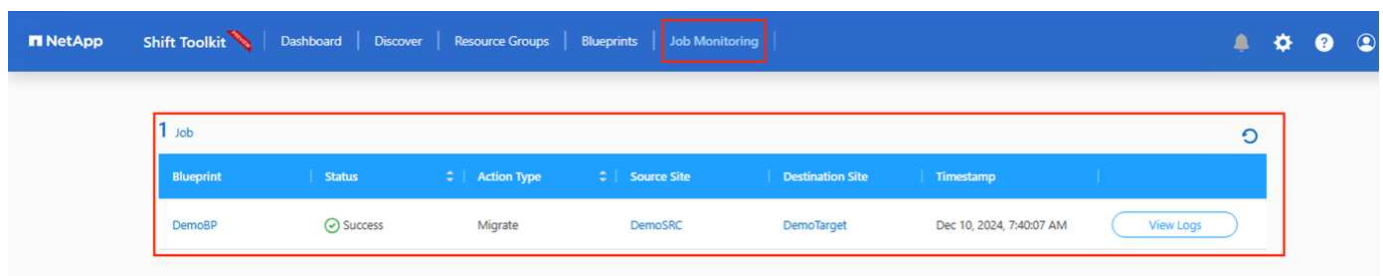 NetApp Shift Toolkit Dashboard Discover Resource Groups Blueprints Job Monitoring
1 Job
Blueprint Status Action Type Source Site Destination Site Timestamp
DemoBP Success Migrate DemoSRC DemoTarget Dec 10, 2024, 7:40:07 AM View Logs